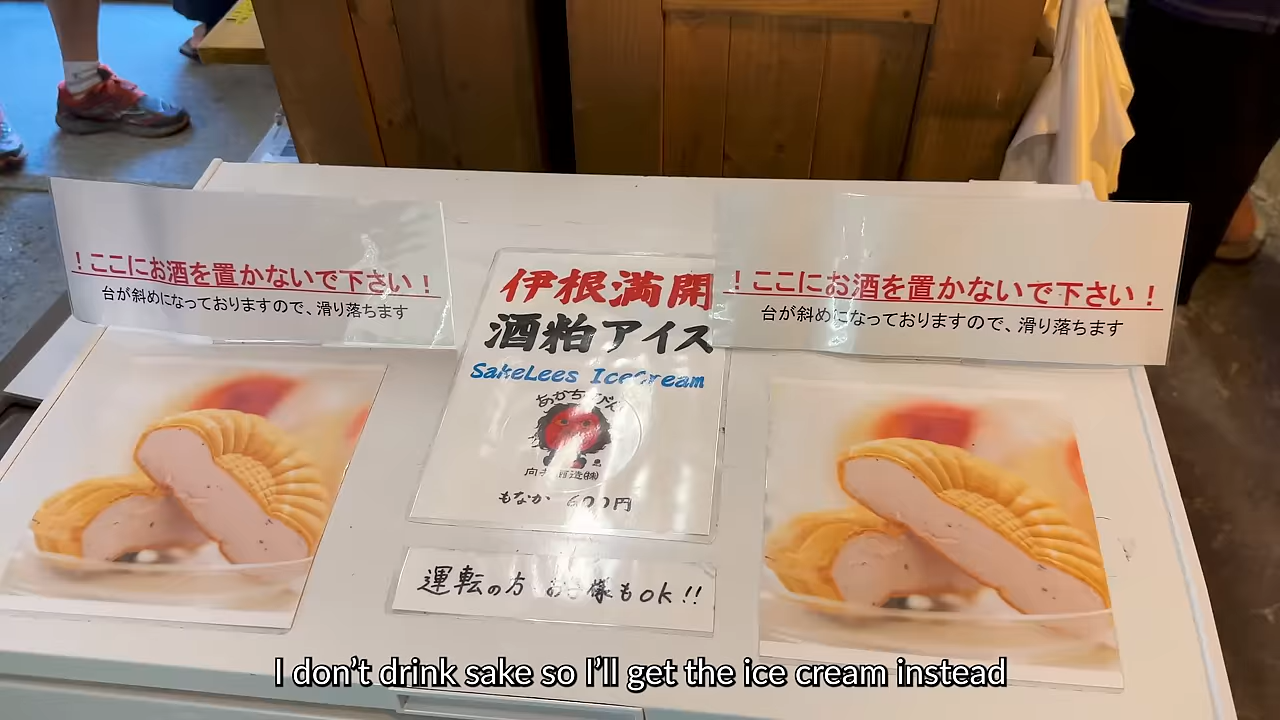 ！ここにお酒を置かないで下さい！
台が斜めになっておりますので、滑り落ちます
伊根満開
酒粕アイス
SakeLees IceCream
もなか 600円
！ここにお酒を置かないで下さい！
台が斜めになっておりますので、滑り落ちます
運転の方 お子様もok!!
I don't drink sake so I'll get the ice cream instead